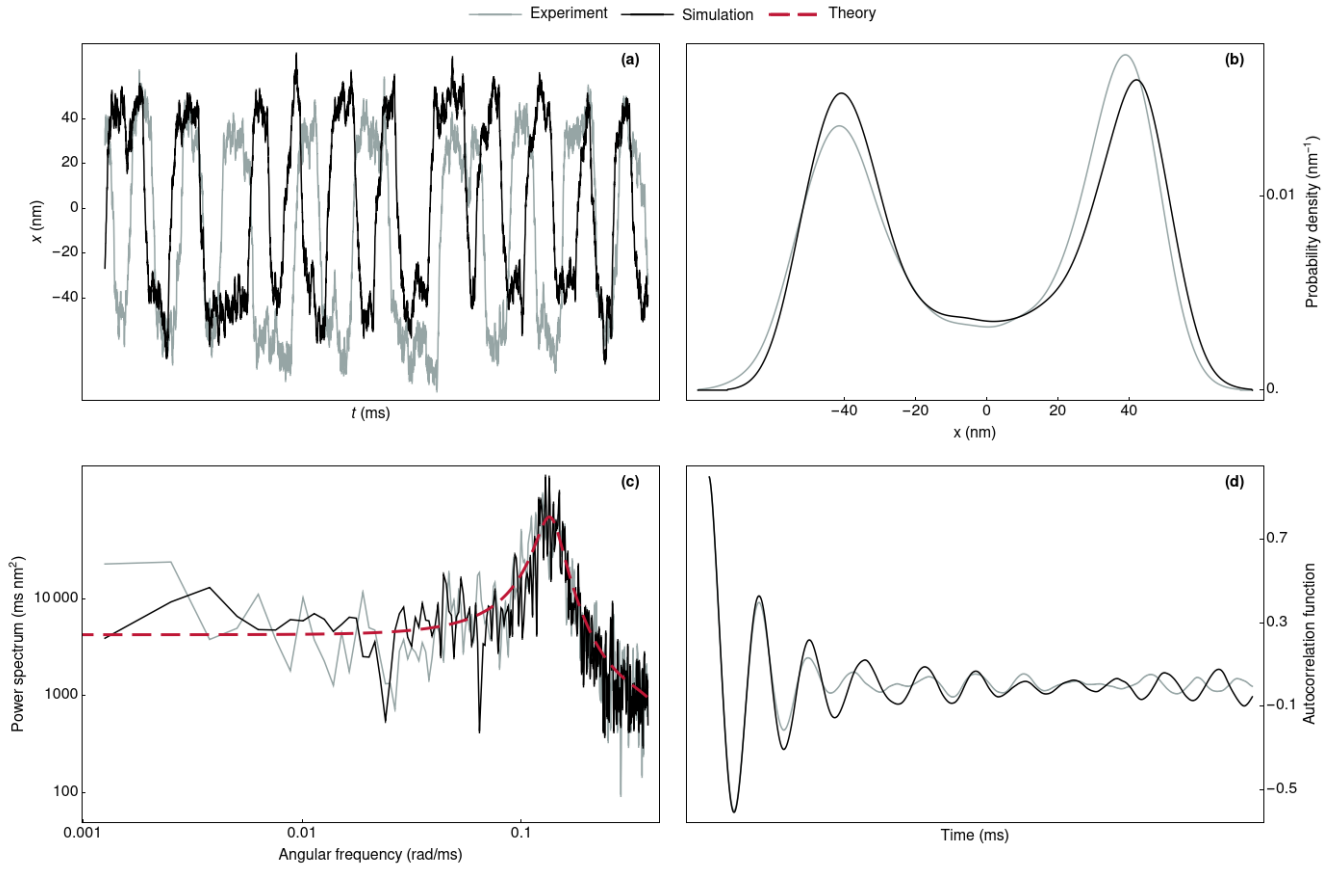 Experiment Simulation Theory
(a)
40
20
0
−20
−40
x (nm)
t (ms)
(b)
0.01
0.
Probability density (nm⁻¹)
−40 −20 0 20 40
x (nm)
(c)
10 000
1000
100
Power spectrum (ms nm²)
0.001 0.01 0.1
Angular frequency (rad/ms)
(d)
0.7
0.3
−0.1
−0.5
Autocorrelation function
Time (ms)